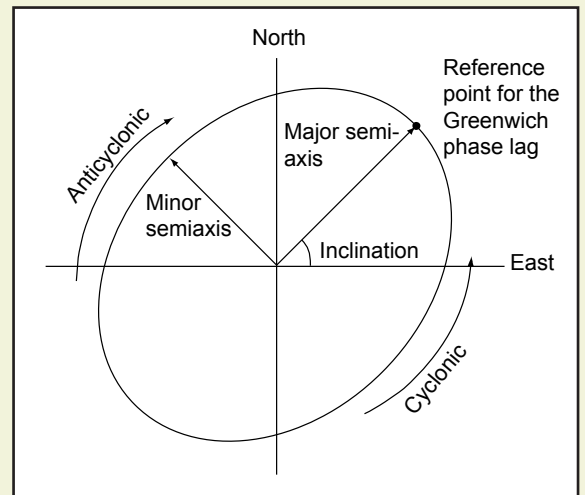 North
Reference
point for the
Greenwich
phase lag
Major semi-
axis
Anticyclonic
Minor
semiaxis
Inclination
East
Cyclonic